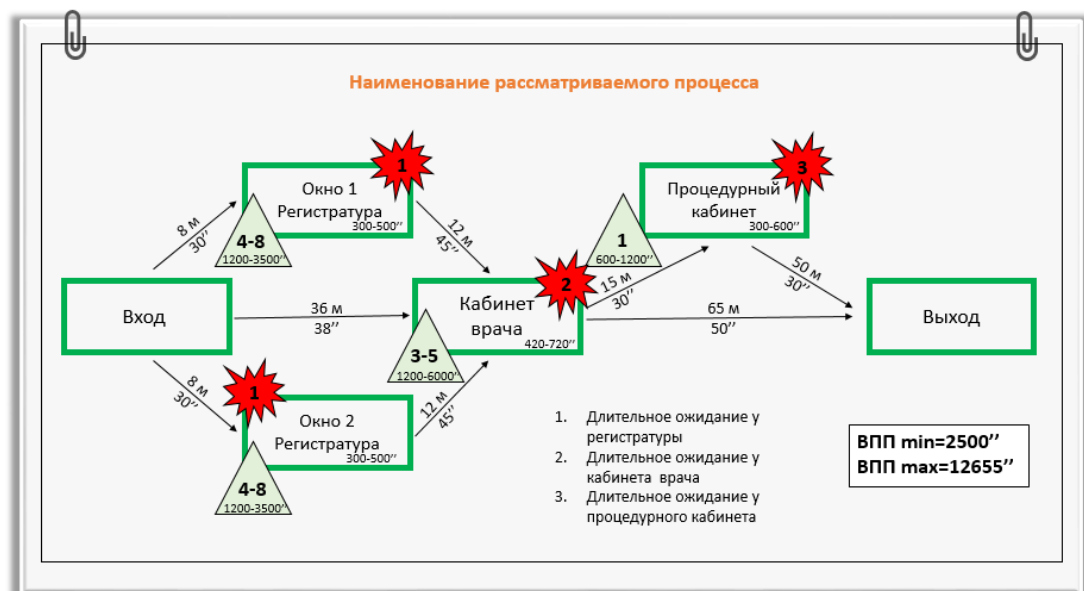 Наименование рассматриваемого процесса
1
Окно 1
Регистратура
300-500’’
4-8
1200-3500’’
8 м
30’’
12 м
45’’
3
Процедурный
кабинет
300-600’’
1
600-1200’’
15 м
30’’
50 м
30’’
Вход
36 м
38’’
2
Кабинет
врача
420-720’’
3-5
1200-6000’’
65 м
50’’
Выход
8 м
30’’
1
Окно 2
Регистратура
300-500’’
4-8
1200-3500’’
12 м
45’’
1. Длительное ожидание у
регистратуры
2. Длительное ожидание у
кабинета врача
3. Длительное ожидание у
процедурного кабинета
ВПП min=2500’’
ВПП max=12655’’